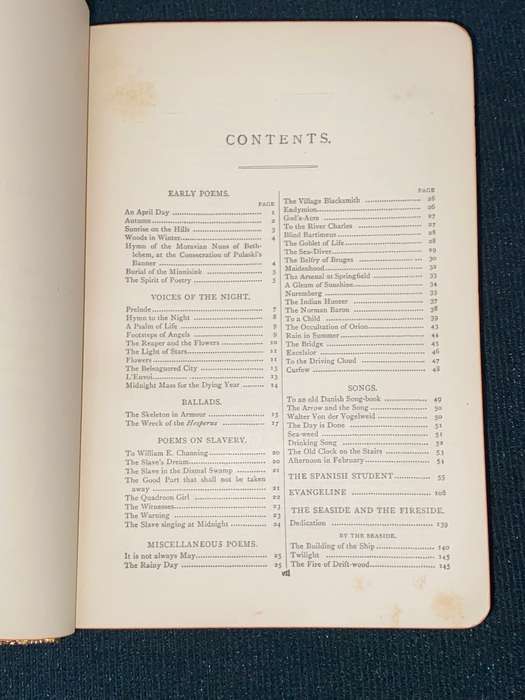 CONTENTS.
EARLY POEMS.
PAGE
An April Day ... 1
Autumn ... 2
Sunrise on the Hills ... 3
Woods in Winter ... 4
Hymn of the Moravian Nuns of Beth-
lehem, at the Consecration of Pulaski's
Banner ... 4
Burial of the Minnisink ... 5
The Spirit of Poetry ... 5
VOICES OF THE NIGHT.
Prelude ... 7
Hymn to the Night ... 8
A Psalm of Life ... 9
Footsteps of Angels ... 9
The Reaper and the Flowers ... 10
The Light of Stars ... 11
Flowers ... 11
The Beleaguered City ... 13
L'Envoi ... 13
Midnight Mass for the Dying Year ... 14
BALLADS.
The Skeleton in Armour ... 15
The Wreck of the Hesperus ... 17
POEMS ON SLAVERY.
To William E. Channing ... 20
The Slave's Dream ... 20
The Slave in the Dismal Swamp ... 21
The Good Part that shall not be taken
away ... 21
The Quadroon Girl ... 22
The Witnesses ... 23
The Warning ... 23
The Slave singing at Midnight ... 24
MISCELLANEOUS POEMS.
It is not always May ... 25
The Rainy Day ... 25
PAGE
The Village Blacksmith ... 26
Endymion ... 26
God's-Acre ... 27
To the River Charles ... 27
Blind Bartimeus ... 28
The Goblet of Life ... 28
The Sea-Diver ... 29
The Belfry of Bruges ... 30
Maidenhood ... 32
The Arsenal at Springfield ... 33
A Gleam of Sunshine ... 34
Nuremberg ... 35
The Indian Hunter ... 37
The Norman Baron ... 38
To a Child ... 39
The Occultation of Orion ... 43
Rain in Summer ... 44
The Bridge ... 45
Excelsior ... 46
To the Driving Cloud ... 47
Curfew ... 48
SONGS.
To an old Danish Song-book ... 49
The Arrow and the Song ... 50
Walter Von der Vogelweid ... 50
The Day is Done ... 51
Sea-weed ... 51
Drinking Song ... 52
The Old Clock on the Stairs ... 53
Afternoon in February ... 54
THE SPANISH STUDENT ... 55
EVANGELINE ... 108
THE SEASIDE AND THE FIRESIDE.
Dedication ... 139
BY THE SEASIDE.
The Building of the Ship ... 140
Twilight ... 145
The Fire of Drift-wood ... 145
vii